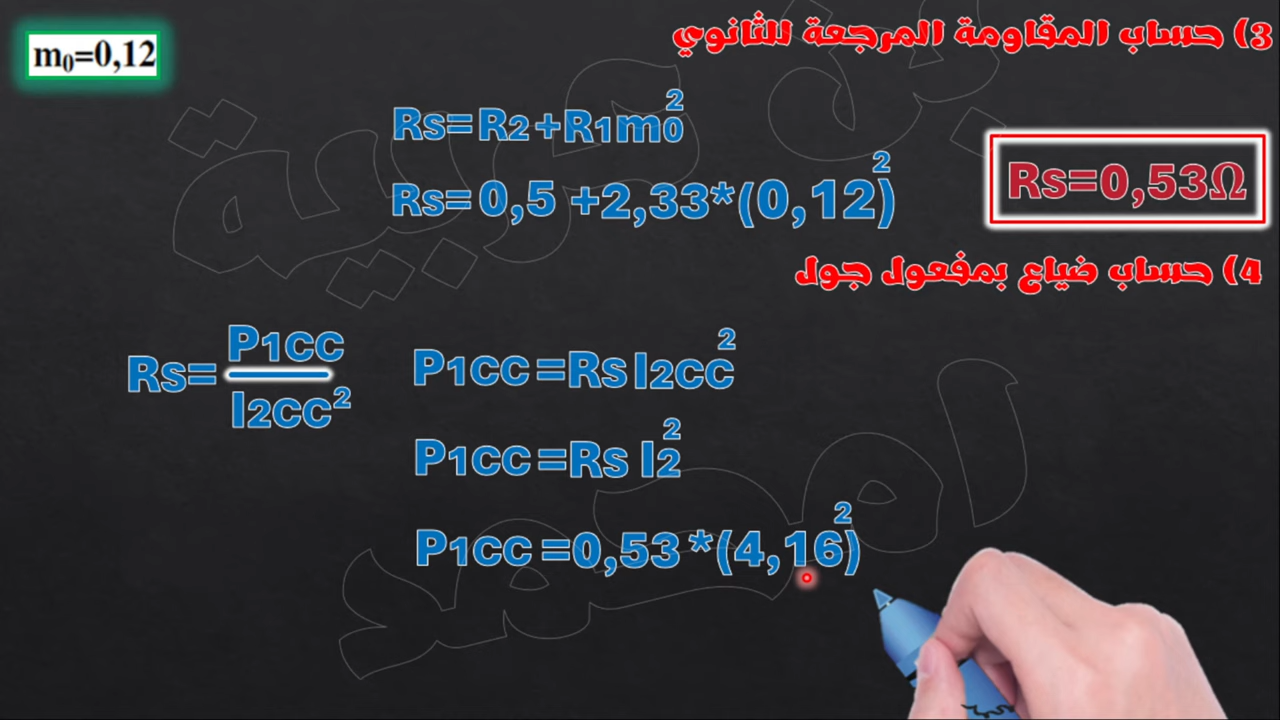 m₀=0,12
3) حساب المقاومة المرجعة للثانوي
Rs=R2+R1m0²
Rs=0,5+2,33*(0,12)²
Rs=0,53Ω
4) حساب ضياع بمفعول جول
Rs=P1CC/I2CC²
P1CC=Rs I2CC²
P1CC=Rs I2²
P1CC=0,53*(4,16)²